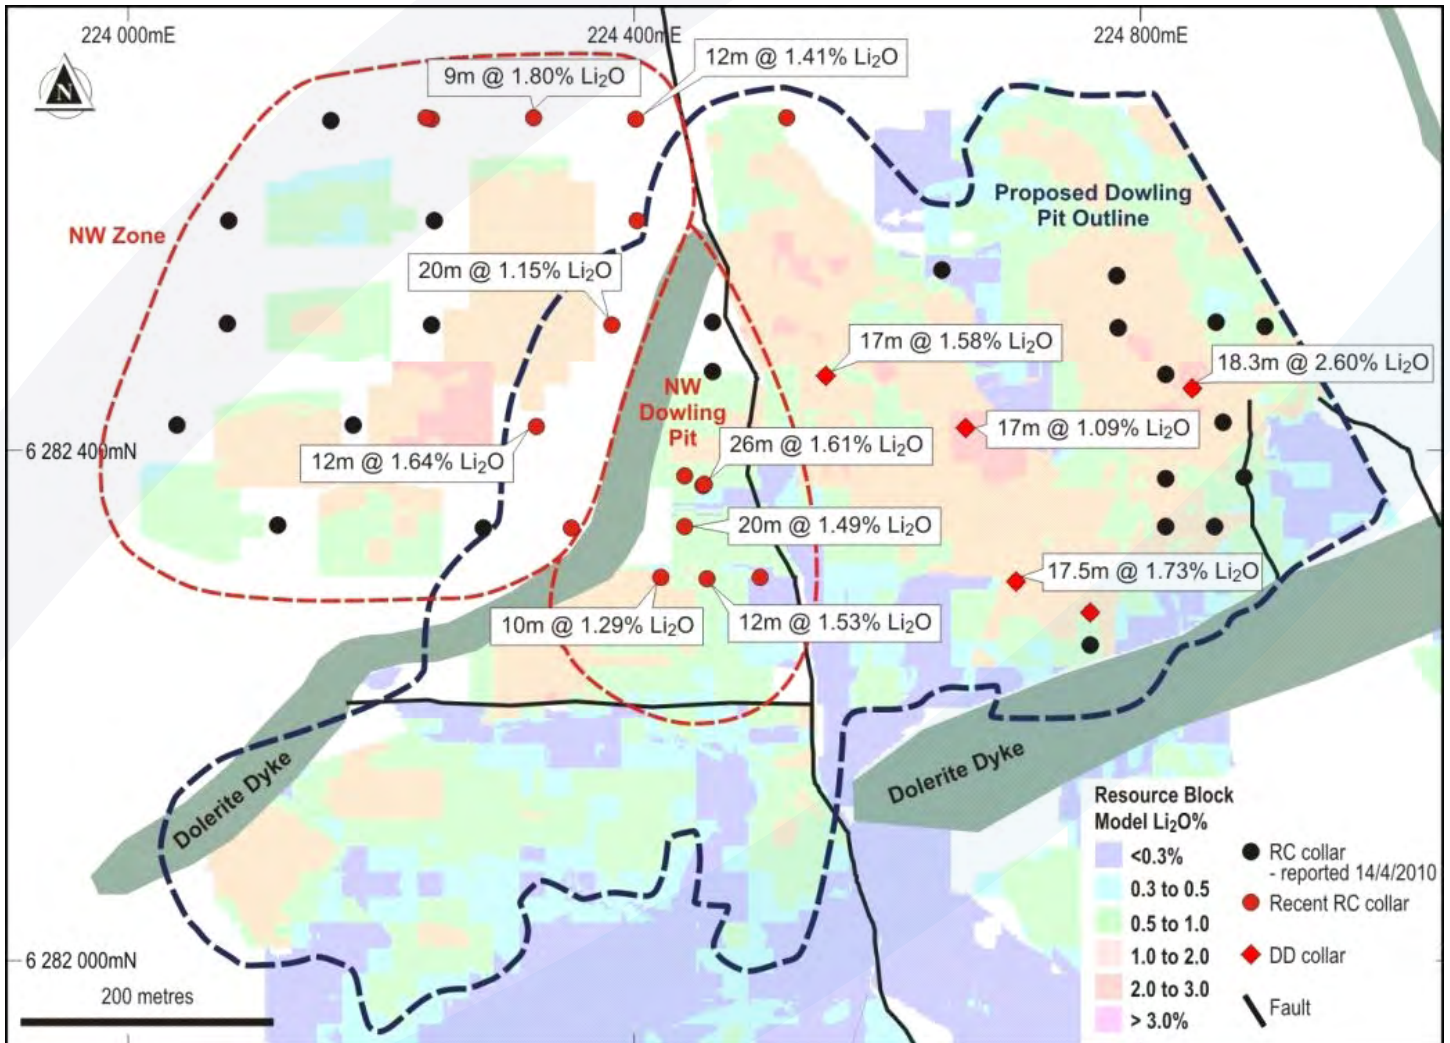 224 000mE
224 400mE
224 800mE
N
9m @ 1.80% Li₂O
12m @ 1.41% Li₂O
NW Zone
Proposed Dowling
Pit Outline
20m @ 1.15% Li₂O
17m @ 1.58% Li₂O
18.3m @ 2.60% Li₂O
NW
Dowling
Pit
17m @ 1.09% Li₂O
26m @ 1.61% Li₂O
6 282 400mN
12m @ 1.64% Li₂O
20m @ 1.49% Li₂O
17.5m @ 1.73% Li₂O
10m @ 1.29% Li₂O
12m @ 1.53% Li₂O
Dolerite Dyke
Dolerite Dyke
6 282 000mN
200 metres
Resource Block
Model Li₂O%
<0.3%
0.3 to 0.5
0.5 to 1.0
1.0 to 2.0
2.0 to 3.0
> 3.0%
RC collar
- reported 14/4/2010
Recent RC collar
DD collar
Fault